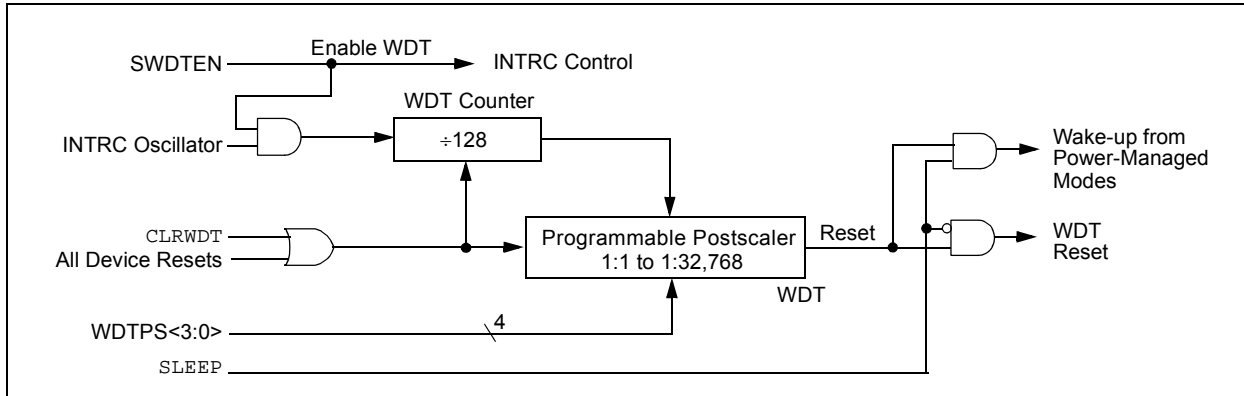 Enable WDT
SWDTEN
INTRC Control
WDT Counter
INTRC Oscillator
÷128
Wake-up from
Power-Managed
Modes
CLRWDT
All Device Resets
Programmable Postscaler
1:1 to 1:32,768
Reset
WDT
WDT
Reset
4
WDTPS<3:0>
SLEEP